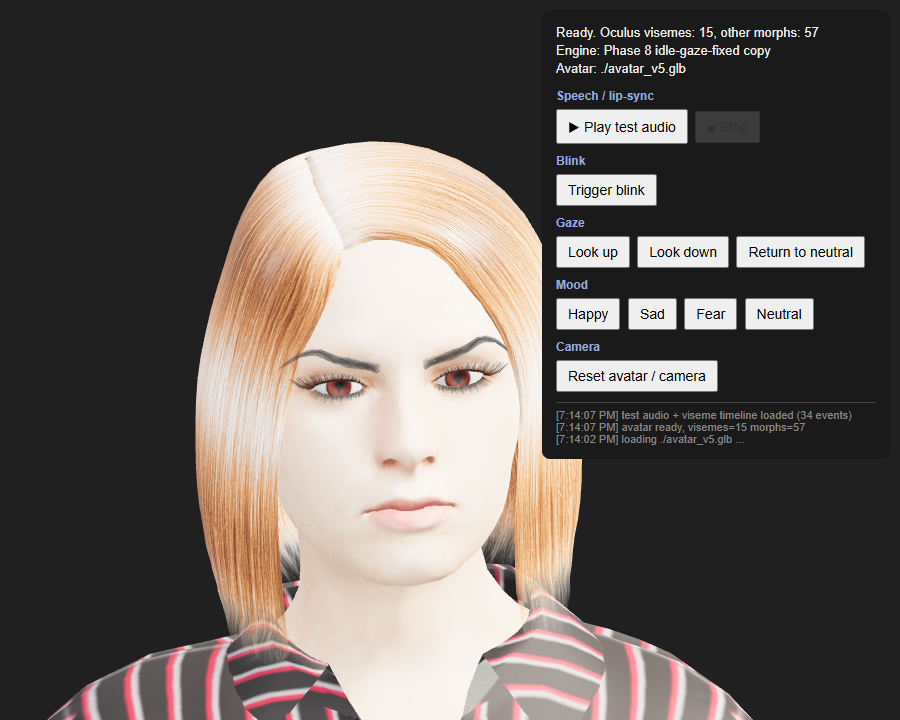 Ready. Oculus visemes: 15, other morphs: 57
Engine: Phase 8 idle-gaze-fixed copy
Avatar: ./avatar_v5.glb
Speech / lip-sync
▶ Play test audio ■ Stop
Blink
Trigger blink
Gaze
Look up Look down Return to neutral
Mood
Happy Sad Fear Neutral
Camera
Reset avatar / camera
[7:14:07 PM] test audio + viseme timeline loaded (34 events)
[7:14:07 PM] avatar ready, visemes=15 morphs=57
[7:14:02 PM] loading ./avatar_v5.glb ...